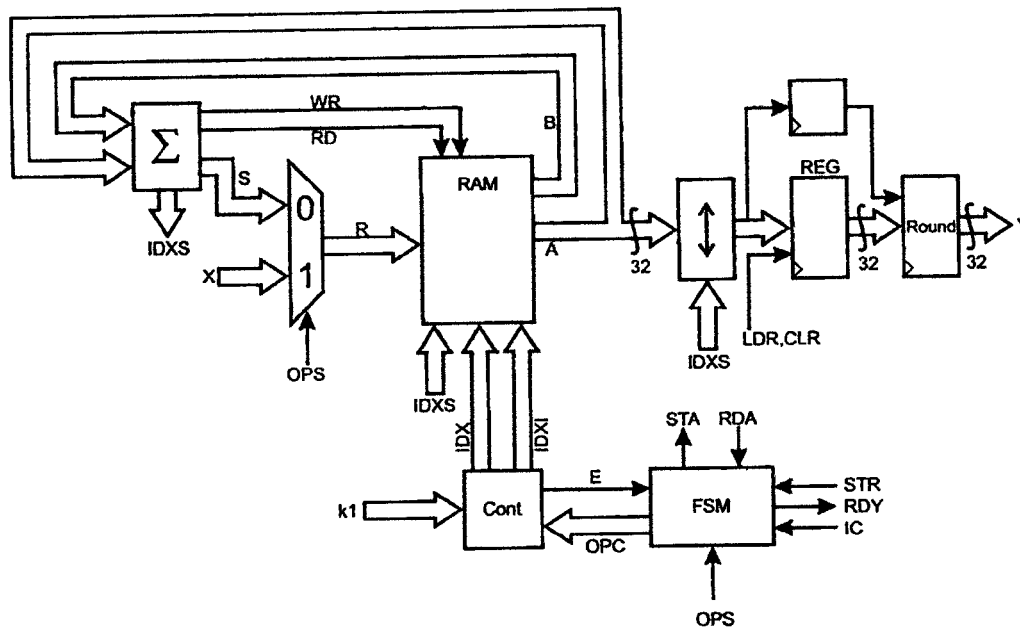 WR
RD
B
Σ
S
IDXS
0
1
X
R
OPS
RAM
A
32
IDXS
REG
32
Round
32
LDR,CLR
IDXS
IDX
IDXI
STA
RDA
k1
Cont
E
OPC
FSM
STR
RDY
IC
OPS